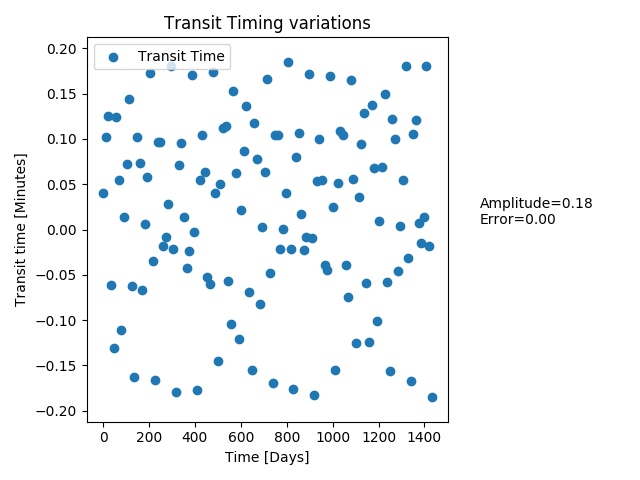 Transit Timing variations
Transit Time
Transit time [Minutes]
0.20
0.15
0.10
0.05
0.00
−0.05
−0.10
−0.15
−0.20
0 200 400 600 800 1000 1200 1400
Time [Days]
Amplitude=0.18
Error=0.00